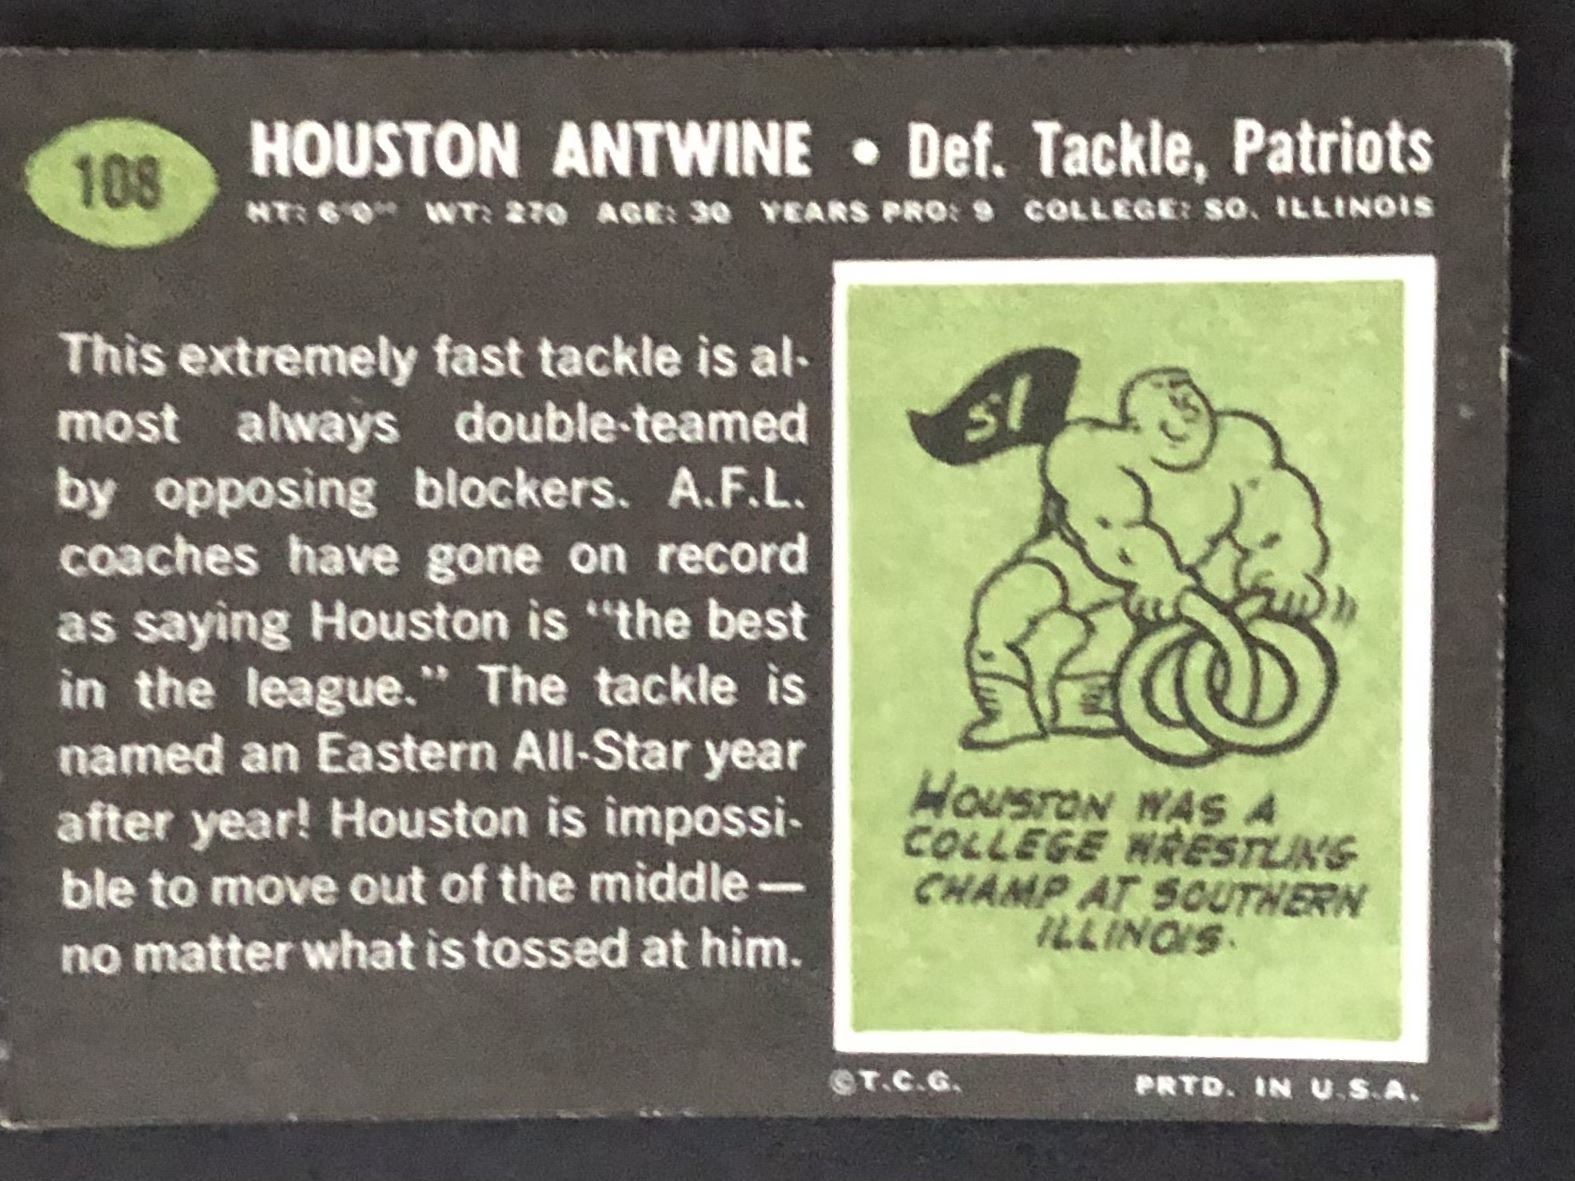 108
HOUSTON ANTWINE • Def. Tackle, Patriots
HT: 6'0" WT: 270 AGE: 30 YEARS PRO: 9 COLLEGE: SO. ILLINOIS
This extremely fast tackle is al-
most always double-teamed
by opposing blockers. A.F.L.
coaches have gone on record
as saying Houston is "the best
in the league." The tackle is
named an Eastern All-Star year
after year! Houston is impossi-
ble to move out of the middle —
no matter what is tossed at him.
SI
HOUSTON WAS A
COLLEGE WRESTLING
CHAMP AT SOUTHERN
ILLINOIS.
©T.C.G. PRTD. IN U.S.A.